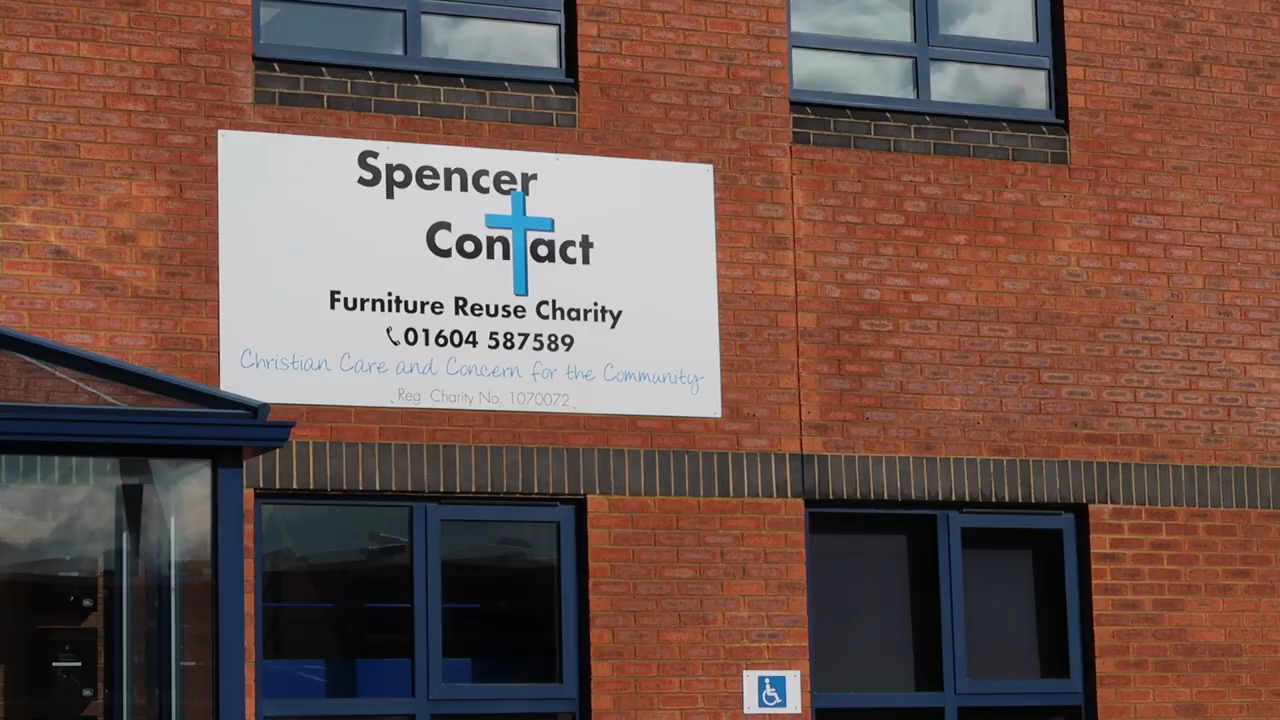 Spencer
Contact
Furniture Reuse Charity
01604 587589
Christian Care and Concern for the Community
Reg Charity No. 1070072